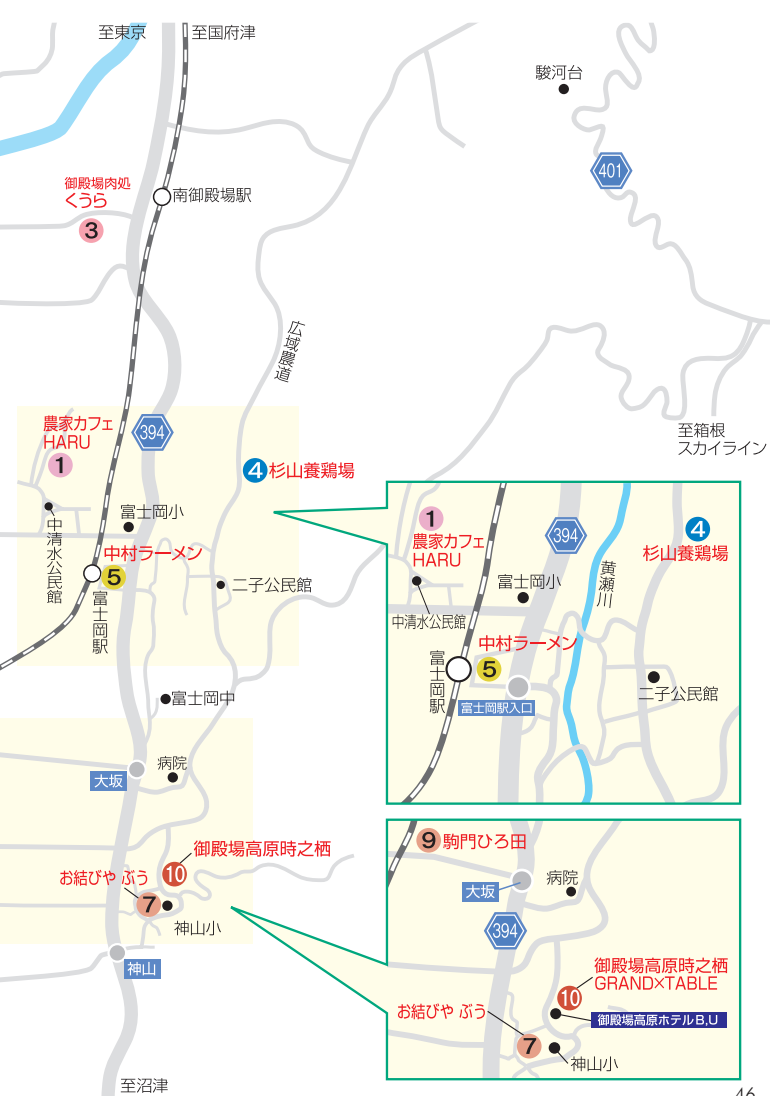 至東京
至国府津
駿河台
401
御殿場肉処
くうら
3
南御殿場駅
広域農道
農家カフェ
HARU
1
394
4 杉山養鶏場
至箱根
スカイライン
中清水公民館
富士岡小
中村ラーメン
5
富士岡駅
二子公民館
富士岡中
大坂
病院
御殿場高原時之栖
10
お結びや ぶう
7
神山小
神山
至沼津
1
農家カフェ
HARU
394
4
杉山養鶏場
黄瀬川
富士岡小
中清水公民館
中村ラーメン
5
富士岡駅
富士岡駅入口
二子公民館
9 駒門ひろ田
大坂
病院
394
御殿場高原時之栖
GRAND×TABLE
10
お結びや ぶう
御殿場高原ホテルB,U
7
神山小
46